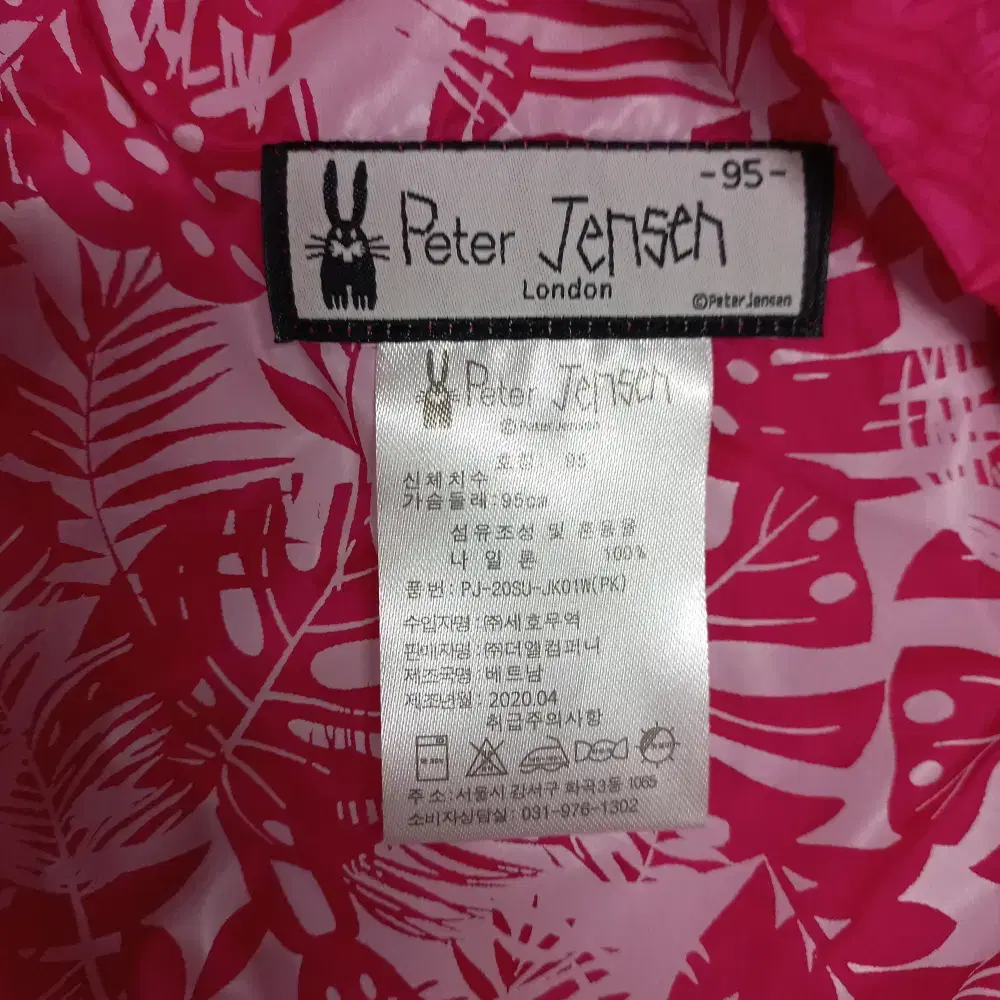 -95-
Peter Jensen
London
©Peter Jensen
Peter Jensen
©Peter Jensen
호칭 95
신체치수
가슴둘레:95cm
섬유조성 및 혼용율
나 일 론 100%
품번:PJ-20SU-JK01W(PK)
수입자명:㈜세호무역
판매자명:㈜더엘컴퍼니
제조국명 베트남
제조년월:2020.04
취급주의사항
주 소:서울시 강서구 화곡3동 1065
소비자상담실:031-976-1302